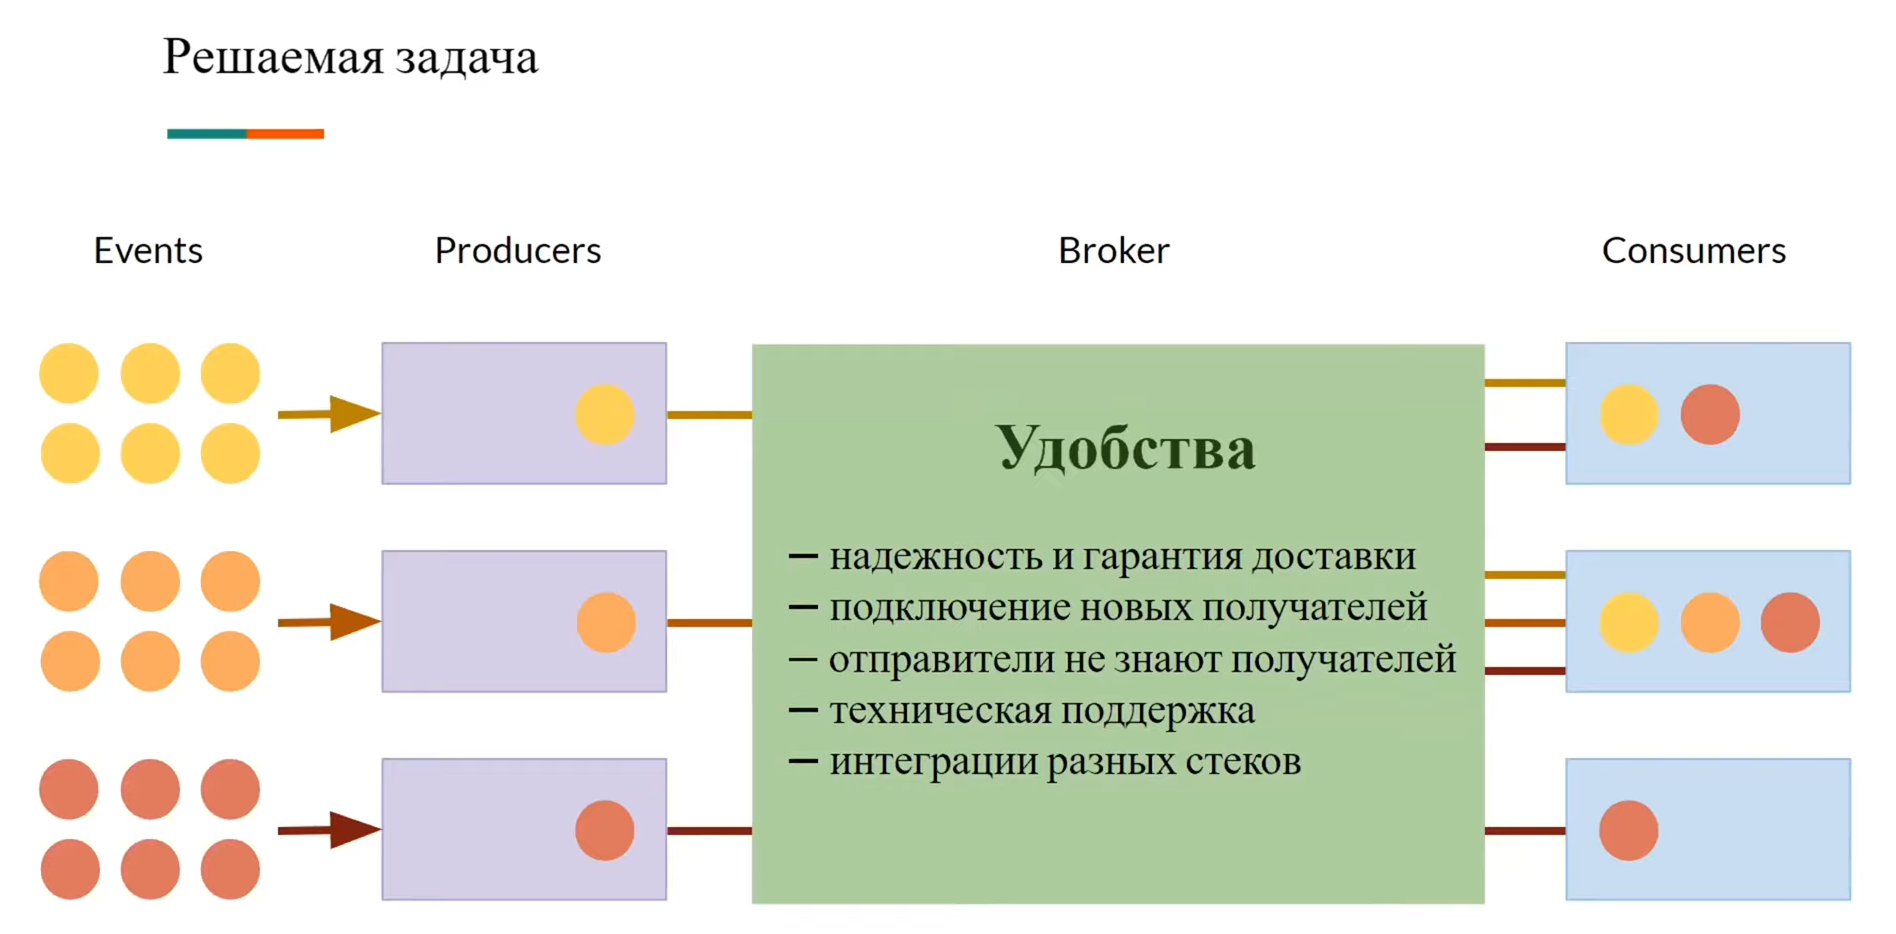 Решаемая задача
Events
Producers
Broker
Consumers
Удобства
– надежность и гарантия доставки
– подключение новых получателей
– отправители не знают получателей
– техническая поддержка
– интеграции разных стеков